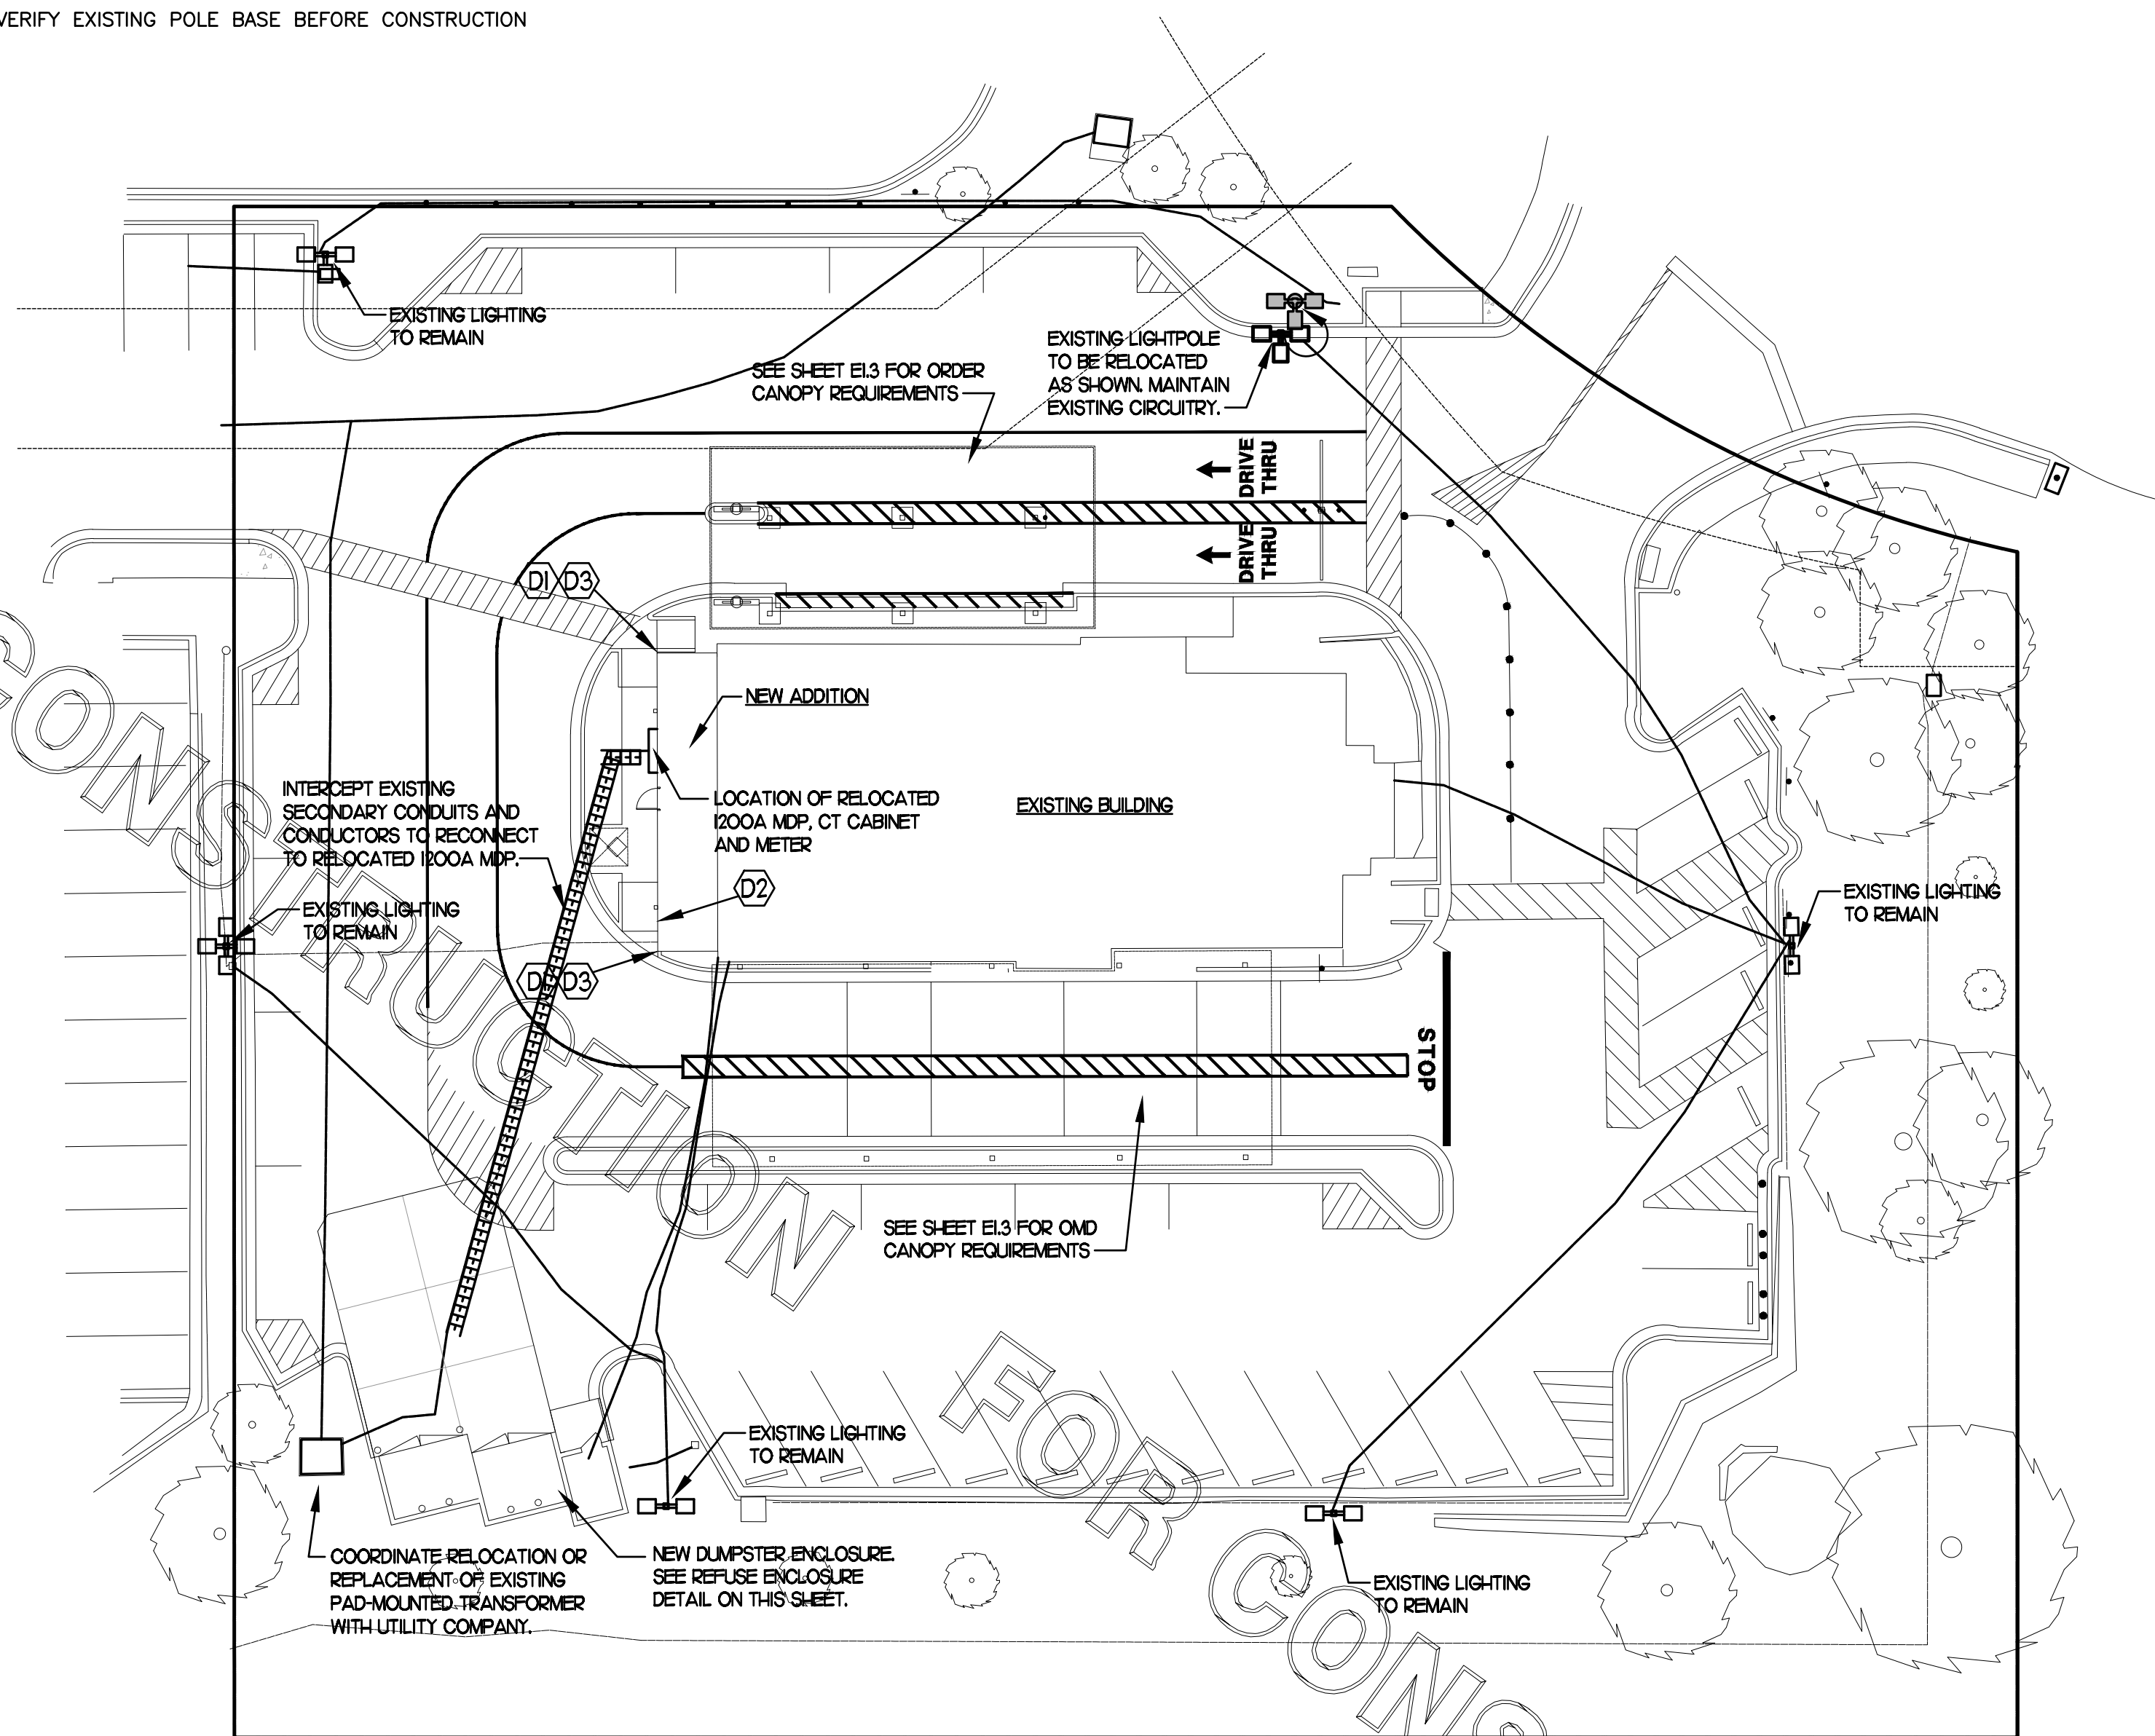 VERIFY EXISTING POLE BASE BEFORE CONSTRUCTION
EXISTING LIGHTING
TO REMAIN
SEE SHEET E1.3 FOR ORDER
CANOPY REQUIREMENTS
EXISTING LIGHTPOLE
TO BE RELOCATED
AS SHOWN. MAINTAIN
EXISTING CIRCUITRY.
DRIVE
THRU
DRIVE
THRU
D1 D3
NEW ADDITION
INTERCEPT EXISTING
SECONDARY CONDUITS AND
CONDUCTORS TO RECONNECT
TO RELOCATED 1200A MDP.
LOCATION OF RELOCATED
1200A MDP, CT CABINET
AND METER
EXISTING BUILDING
D2
EXISTING LIGHTING
TO REMAIN
EXISTING LIGHTING
TO REMAIN
D1 D3
STOP
SEE SHEET E1.3 FOR OMD
CANOPY REQUIREMENTS
EXISTING LIGHTING
TO REMAIN
COORDINATE RELOCATION OR
REPLACEMENT OF EXISTING
PAD-MOUNTED TRANSFORMER
WITH UTILITY COMPANY.
NEW DUMPSTER ENCLOSURE.
SEE REFUSE ENCLOSURE
DETAIL ON THIS SHEET.
EXISTING LIGHTING
TO REMAIN
CONSTRUCTION
FOR CONS